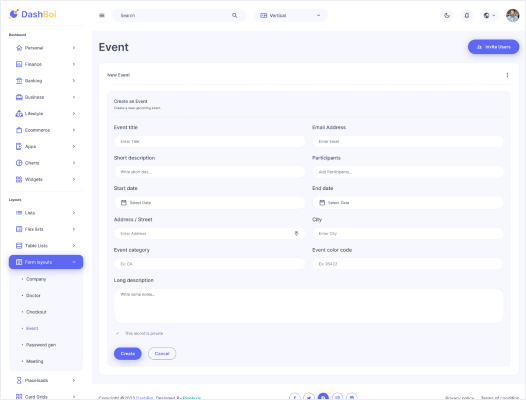 DashBoi
Search
Vertical
Dashboard
Personal
Finance
Banking
Business
Lifestyle
Ecommerce
Apps
Charts
Widgets
Layouts
Lists
Flex lists
Table Lists
Form layouts
Company
Doctor
Checkout
Event
Password gen
Meeting
Placeloads
Card Grids
Event
Invite Users
New Event
Create an Event
Create a new upcoming event.
Event title
Email Address
Enter Title
Enter Email
Short description
Participants
Write short des...
Add Participants...
Start date
End date
Select Date
Select Date
Address / Street
City
Enter Address
Enter City
Event category
Event color code
Long description
Write some notes...
This record is private
Create
Cancel
Copyright ©2023 DashBoi. Designed By
Privacy policy
Terms of condition